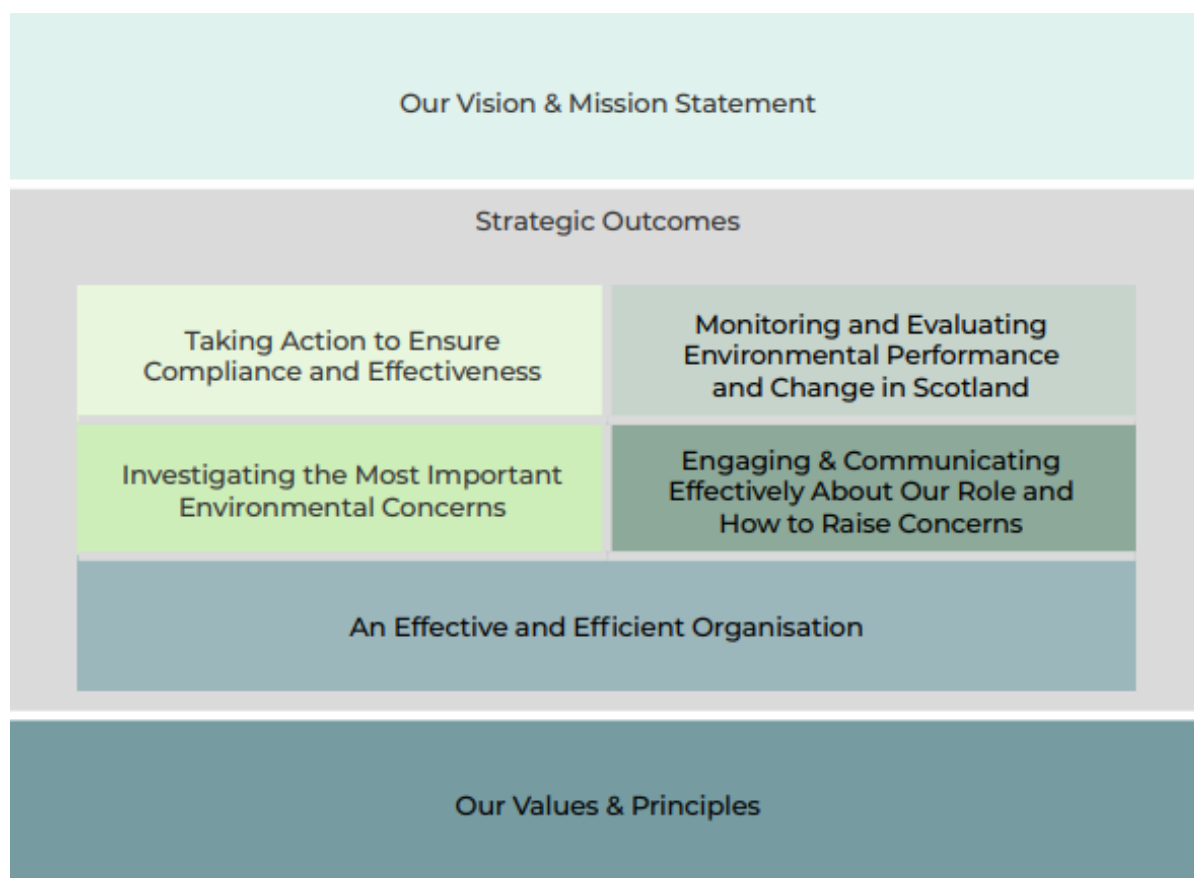 Our Vision & Mission Statement
Strategic Outcomes
Taking Action to Ensure
Compliance and Effectiveness
Monitoring and Evaluating
Environmental Performance
and Change in Scotland
Investigating the Most Important
Environmental Concerns
Engaging & Communicating
Effectively About Our Role and
How to Raise Concerns
An Effective and Efficient Organisation
Our Values & Principles